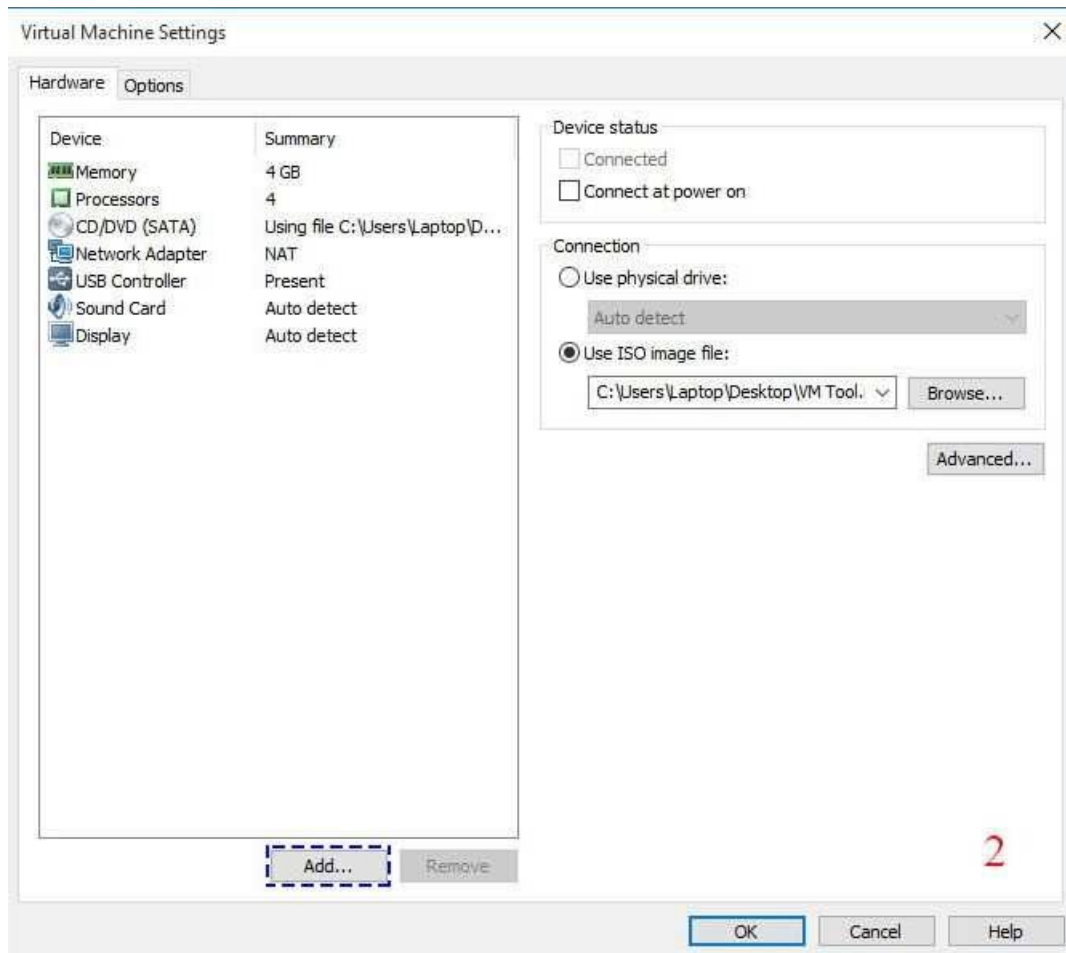 Virtual Machine Settings
Hardware Options
Device Summary
Memory 4 GB
Processors 4
CD/DVD (SATA) Using file C:\Users\Laptop\D...
Network Adapter NAT
USB Controller Present
Sound Card Auto detect
Display Auto detect
Add... Remove
Device status
Connected
Connect at power on
Connection
Use physical drive:
Auto detect
Use ISO image file:
C:\Users\Laptop\Desktop\VM Tool. Browse...
Advanced...
2
OK Cancel Help